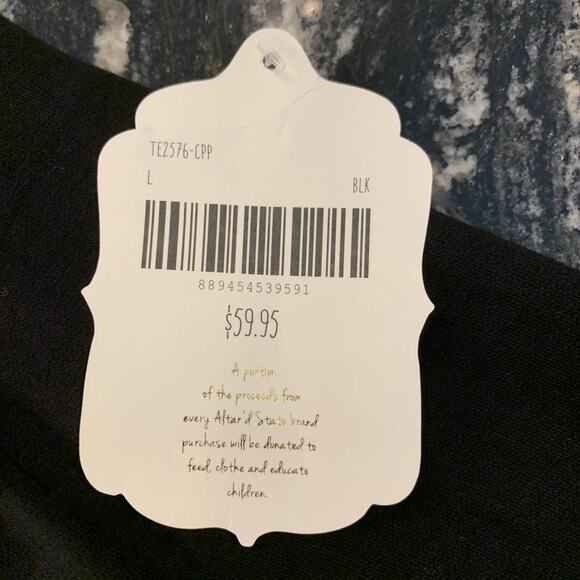 TE2576-CPP
L BLK
889454539591
$59.95
A portion
of the proceeds from
every Altar'd State brand
purchase will be donated to
feed, clothe and educate
children.